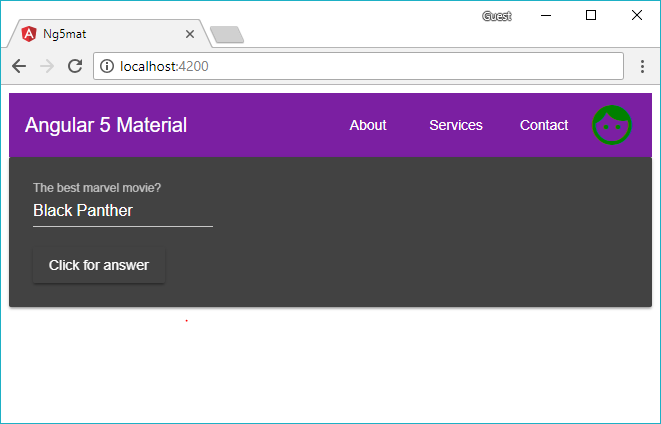 Guest
Ng5mat
localhost:4200
Angular 5 Material About Services Contact
The best marvel movie?
Black Panther
Click for answer